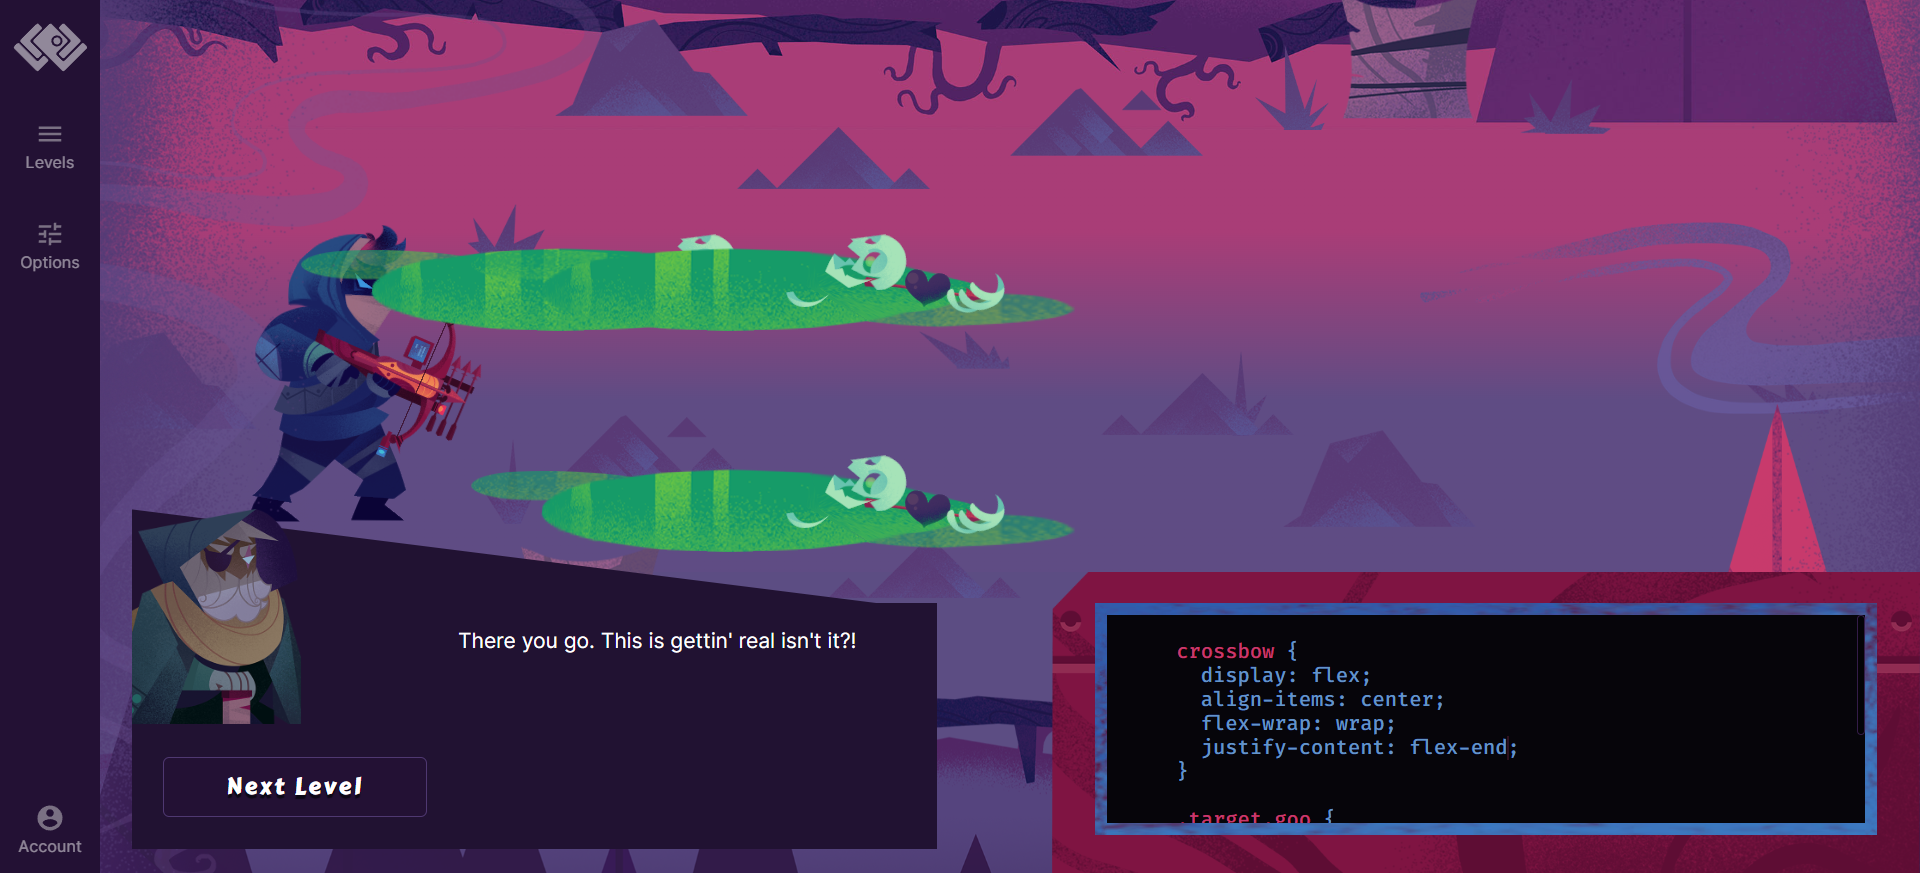 Levels
Options
Account
There you go. This is gettin' real isn't it?!
Next Level
crossbow {
display: flex;
align-items: center;
flex-wrap: wrap;
justify-content: flex-end;
}
.target.goo {